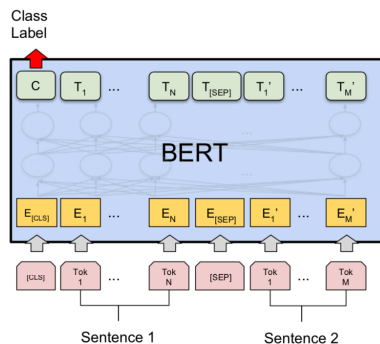 Class
Label
C T1 ... TN T[SEP] T1' ... TM'
BERT
E[CLS] E1 ... EN E[SEP] E1' ... EM'
[CLS] Tok 1 ... Tok N [SEP] Tok 1 ... Tok M
Sentence 1 Sentence 2